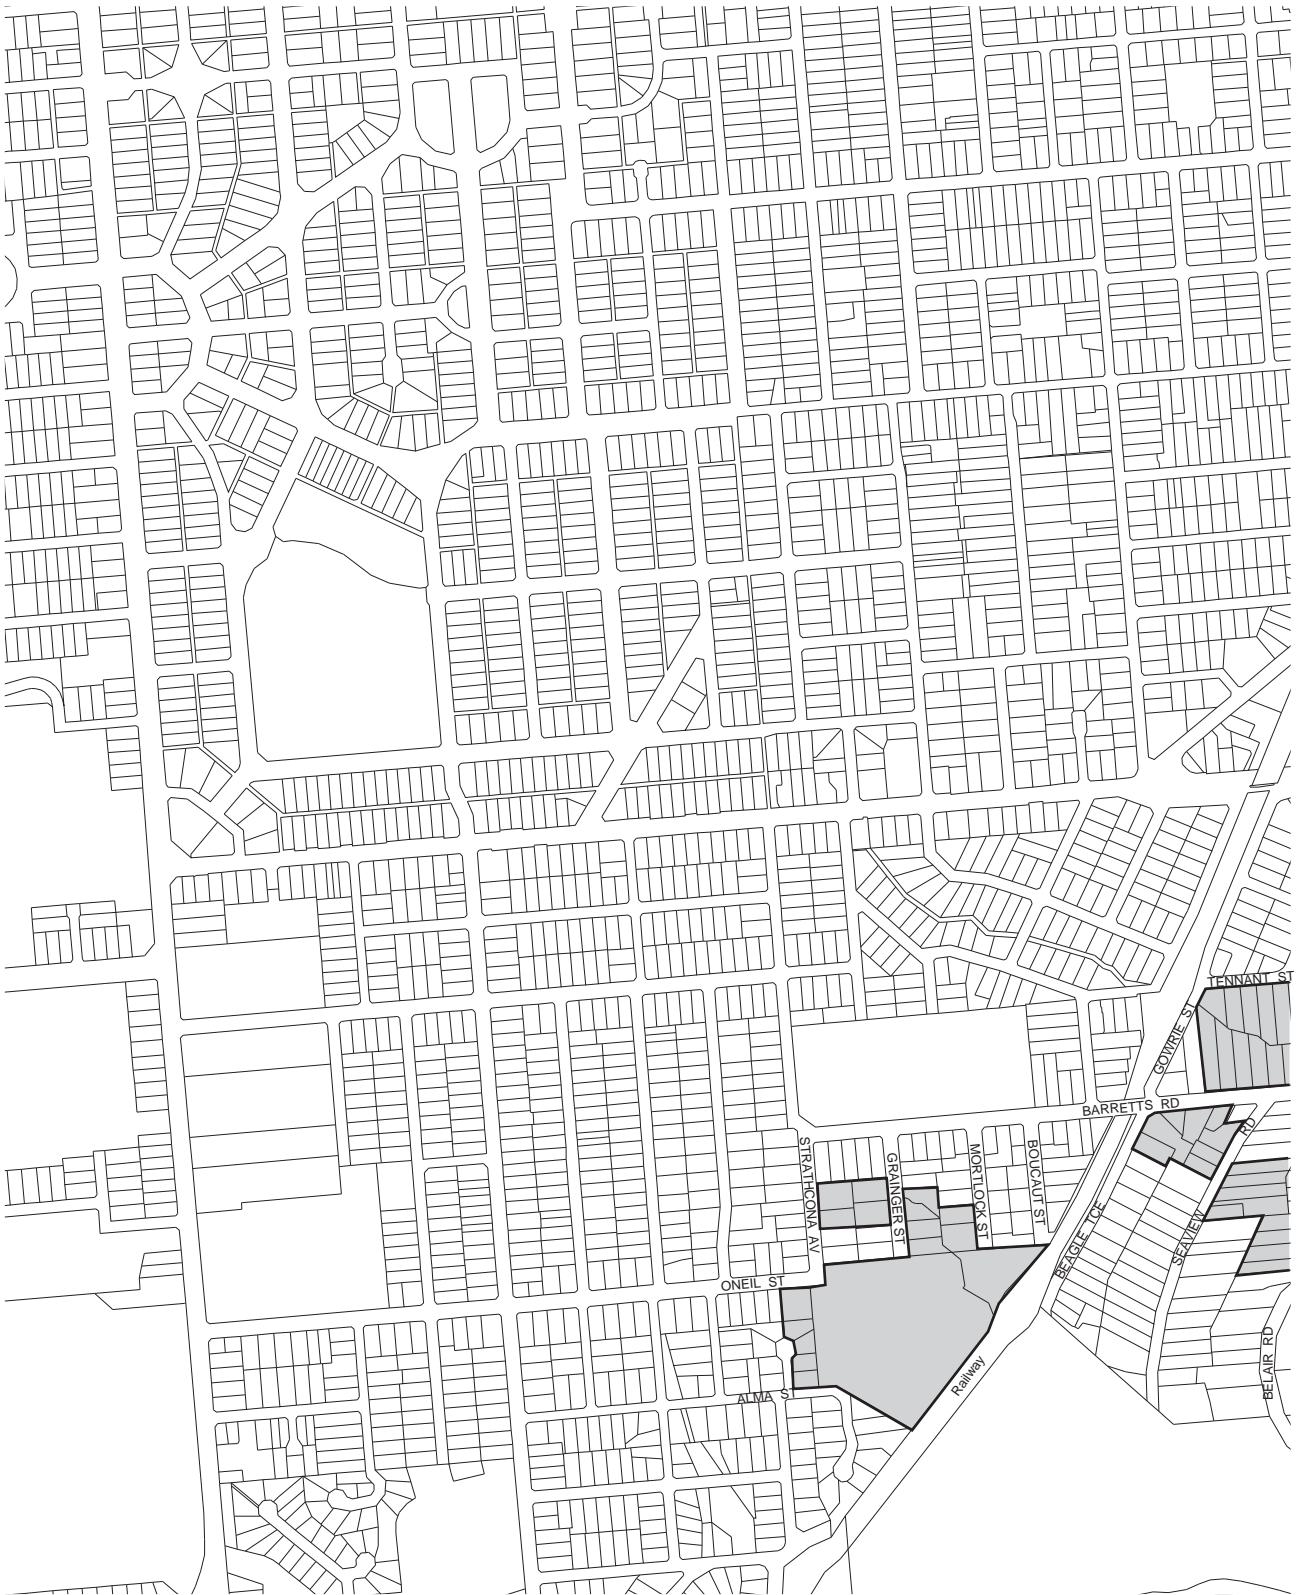 TENNANT ST
GOWRIE ST
BARRETTS RD
RD
STRATHCONA AV
GRAINGER ST
MORTLOCK ST
BOUCAUT ST
BEAGLE TCE
SEAVIEW
ONEIL ST
BELAIR RD
Railway
ALMA ST